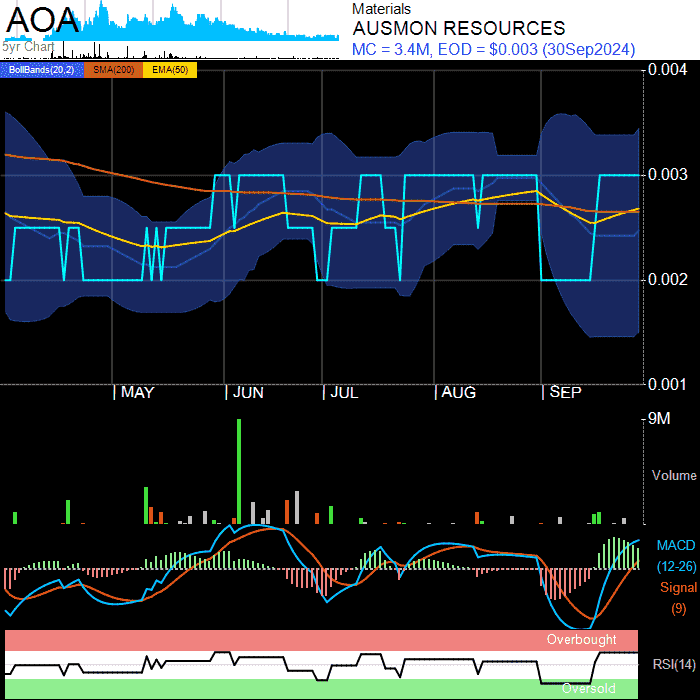 AOA
5yr Chart
Materials
AUSMON RESOURCES
MC = 3.4M, EOD = $0.003 (30Sep2024)
BollBands(20,2) SMA(200) EMA(50)
0.004
0.003
0.002
0.001
MAY JUN JUL AUG SEP
9M
Volume
MACD
(12-26)
Signal
(9)
Overbought
RSI(14)
Oversold